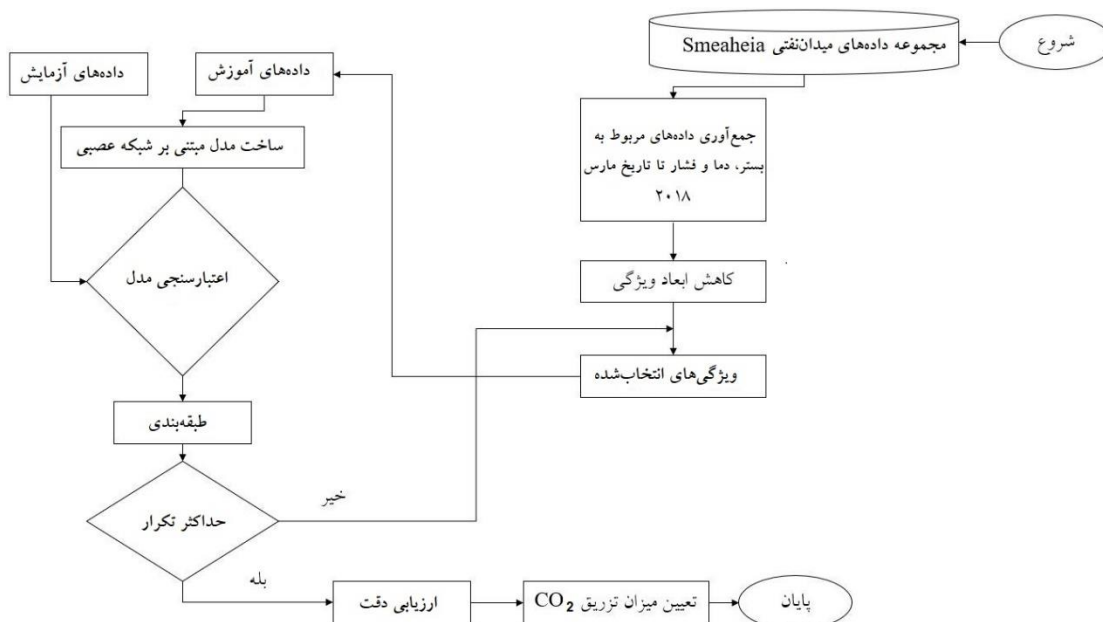 شروع
مجموعه داده‌های میدان‌نفتی Smeaheia
جمع‌آوری داده‌های مربوط به
بستر، دما و فشار تا تاریخ مارس
۲۰۱۸
کاهش ابعاد ویژگی
ویژگی‌های انتخاب‌شده
داده‌های آموزش
داده‌های آزمایش
ساخت مدل مبتنی بر شبکه عصبی
اعتبارسنجی مدل
طبقه‌بندی
حداکثر تکرار
خیر
بله
ارزیابی دقت
تعیین میزان تزریق CO₂
پایان